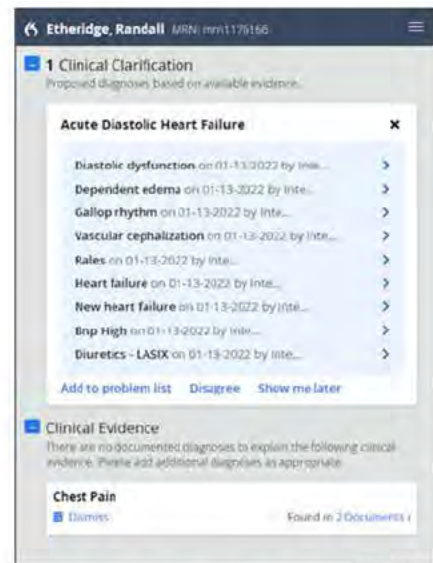 Etheridge, Randall MRN: mrn1176166
1 Clinical Clarification
Proposed diagnoses based on available evidence.
Acute Diastolic Heart Failure
Diastolic dysfunction on 01-13-2022 by Inte...
Dependent edema on 01-13-2022 by Inte...
Gallop rhythm on 01-13-2022 by Inte...
Vascular cephalization on 01-13-2022 by Inte...
Rales on 01-13-2022 by Inte...
Heart failure on 01-13-2022 by Inte...
New heart failure on 01-13-2022 by Inte...
Bnp High on 01-13-2022 by Inte...
Diuretics - LASIX on 01-13-2022 by Inte...
Add to problem list Disagree Show me later
Clinical Evidence
There are no documented diagnoses to explain the following clinical
evidence. Please add additional diagnoses as appropriate.
Chest Pain
Dismiss Found in 2 Documents